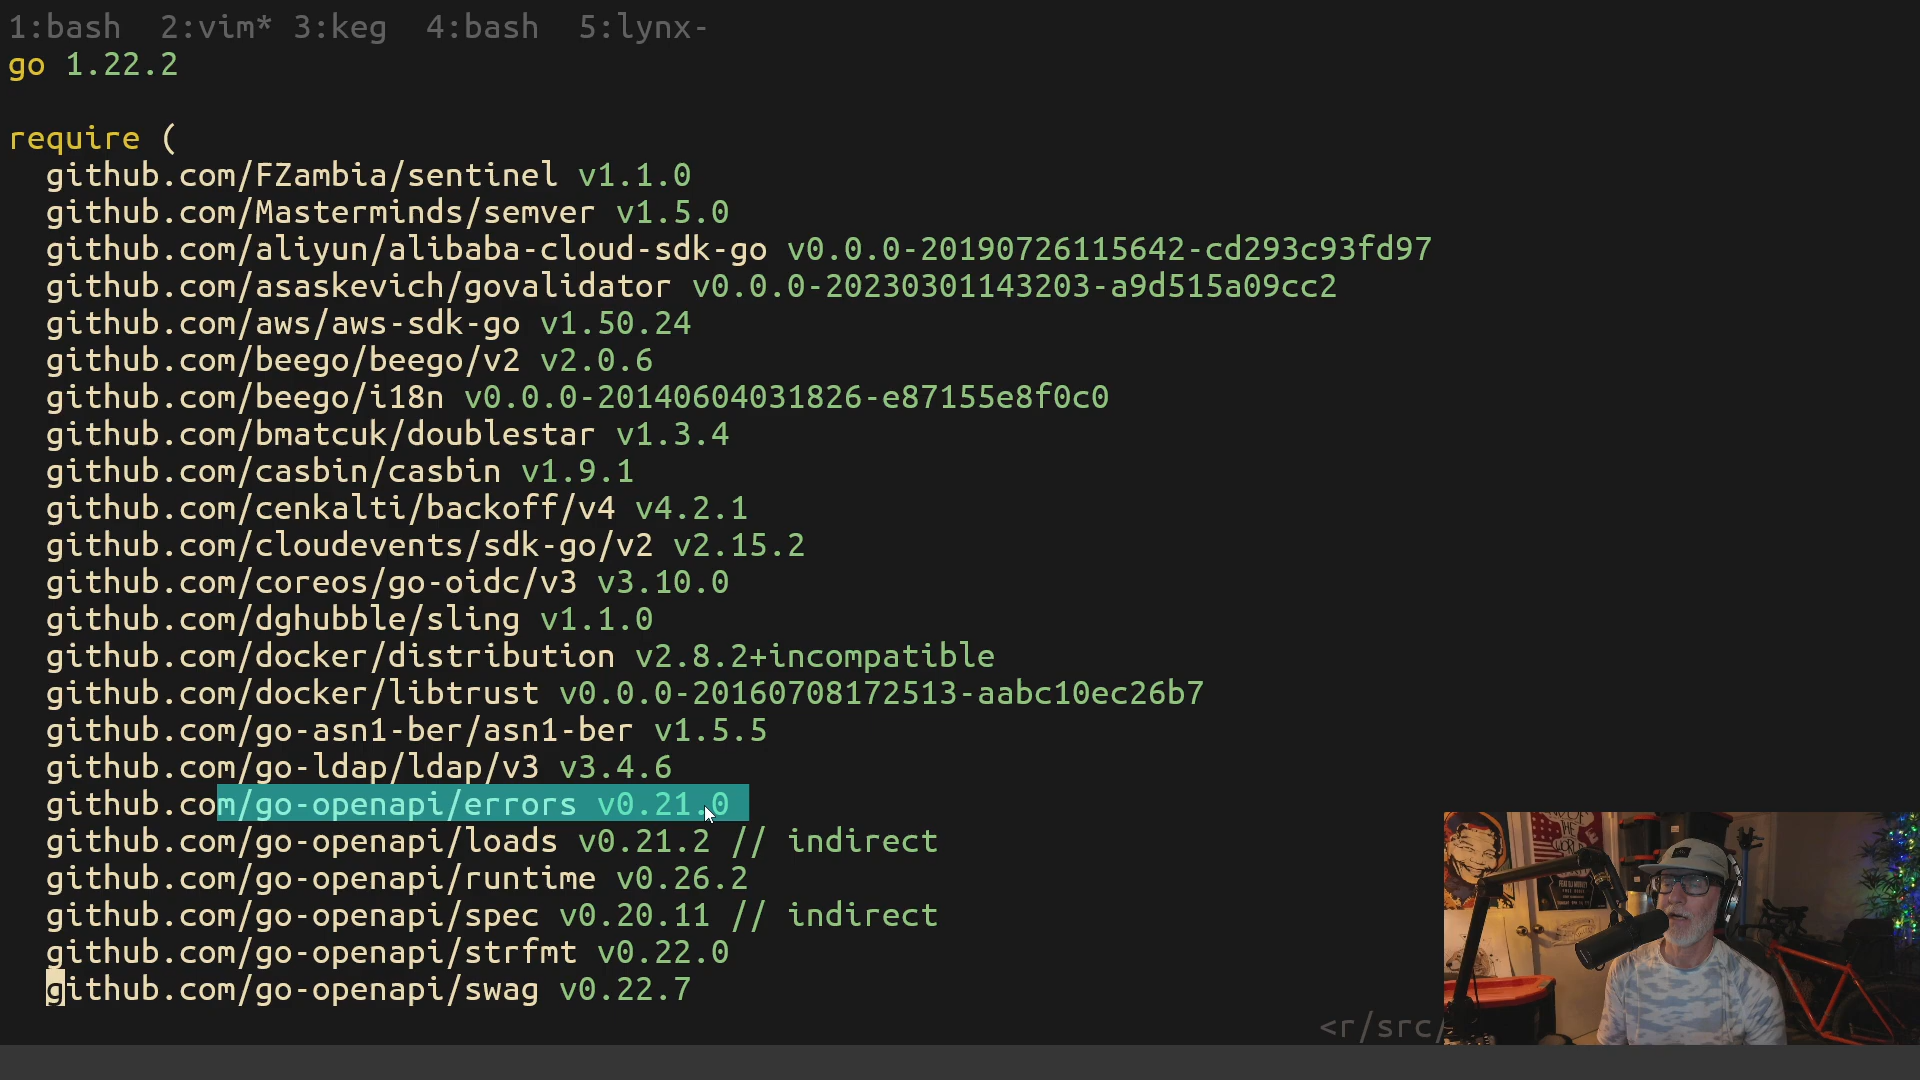 1:bash 2:vim* 3:keg 4:bash 5:lynx-
go 1.22.2
require (
github.com/FZambia/sentinel v1.1.0
github.com/Masterminds/semver v1.5.0
github.com/aliyun/alibaba-cloud-sdk-go v0.0.0-20190726115642-cd293c93fd97
github.com/asaskevich/govalidator v0.0.0-20230301143203-a9d515a09cc2
github.com/aws/aws-sdk-go v1.50.24
github.com/beego/beego/v2 v2.0.6
github.com/beego/i18n v0.0.0-20140604031826-e87155e8f0c0
github.com/bmatcuk/doublestar v1.3.4
github.com/casbin/casbin v1.9.1
github.com/cenkalti/backoff/v4 v4.2.1
github.com/cloudevents/sdk-go/v2 v2.15.2
github.com/coreos/go-oidc/v3 v3.10.0
github.com/dghubble/sling v1.1.0
github.com/docker/distribution v2.8.2+incompatible
github.com/docker/libtrust v0.0.0-20160708172513-aabc10ec26b7
github.com/go-asn1-ber/asn1-ber v1.5.5
github.com/go-ldap/ldap/v3 v3.4.6
github.com/go-openapi/errors v0.21.0
github.com/go-openapi/loads v0.21.2 // indirect
github.com/go-openapi/runtime v0.26.2
github.com/go-openapi/spec v0.20.11 // indirect
github.com/go-openapi/strfmt v0.22.0
github.com/go-openapi/swag v0.22.7
<r/src/